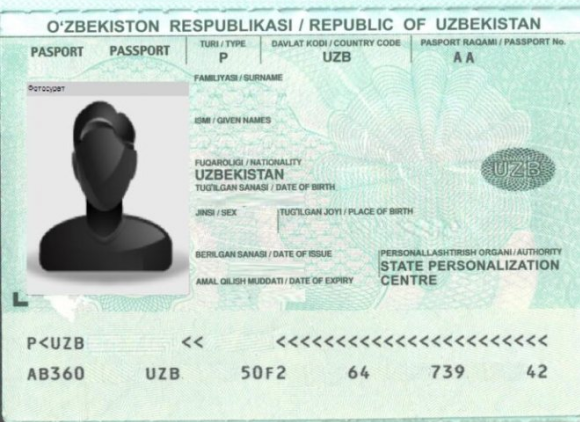 O'ZBEKISTON RESPUBLIKASI / REPUBLIC OF UZBEKISTAN
PASPORT PASSPORT
TURI / TYPE DAVLAT KODI / COUNTRY CODE PASPORT RAQAMI / PASSPORT No.
P UZB A A
FAMILIYASI / SURNAME
Фотосурат
ISMI / GIVEN NAMES
FUQAROLIGI / NATIONALITY
UZBEKISTAN
UZB
TUG'ILGAN SANASI / DATE OF BIRTH
JINSI / SEX TUG'ILGAN JOYI / PLACE OF BIRTH
BERILGAN SANASI / DATE OF ISSUE PERSONALLASHTIRISH ORGANI / AUTHORITY
STATE PERSONALIZATION
AMAL QILISH MUDDATI / DATE OF EXPIRY CENTRE
P<UZB << <<<<<<<<<<<<<<<<<<<<<<<
AB360 UZB 50F2 64 739 42